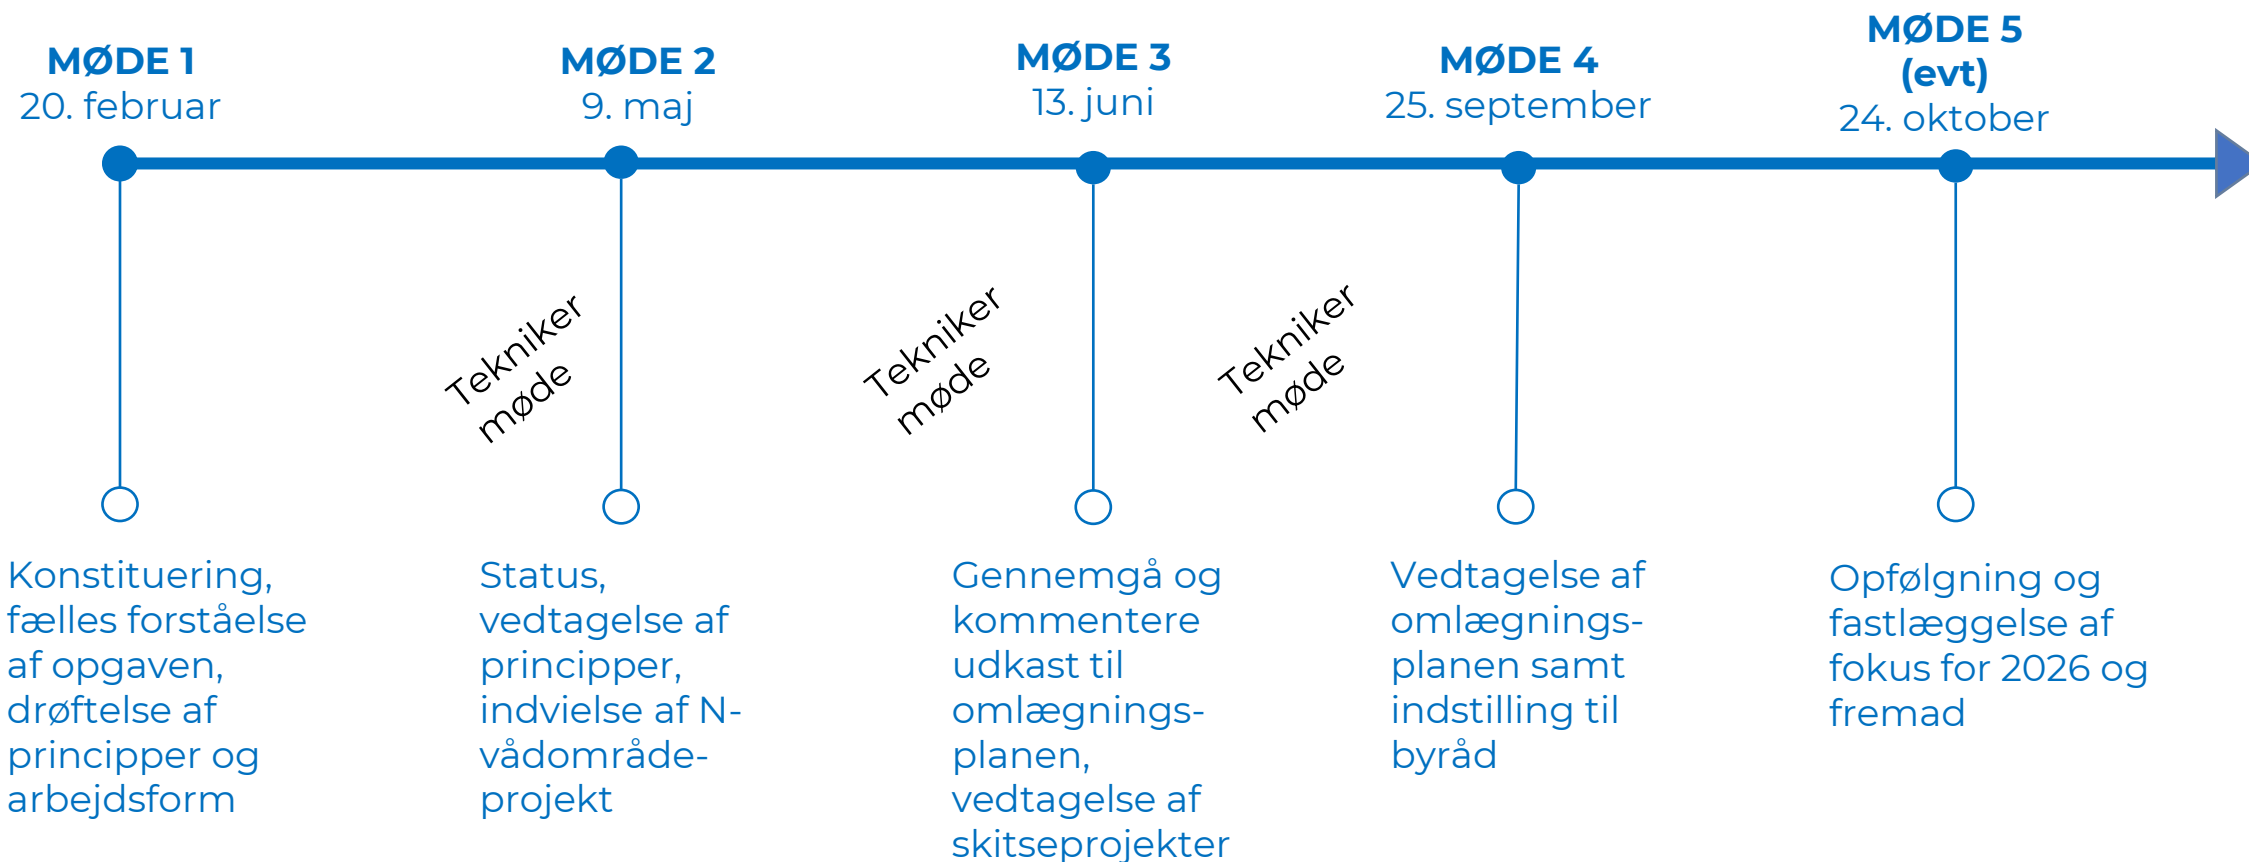 MØDE 1
20. februar
MØDE 2
9. maj
MØDE 3
13. juni
MØDE 4
25. september
MØDE 5
(evt)
24. oktober
Tekniker
møde
Tekniker
møde
Tekniker
møde
Konstituering,
fælles forståelse
af opgaven,
drøftelse af
principper og
arbejdsform
Status,
vedtagelse af
principper,
indvielse af N-
vådområde-
projekt
Gennemgå og
kommentere
udkast til
omlægnings-
planen,
vedtagelse af
skitseprojekter
Vedtagelse af
omlægnings-
planen samt
indstilling til
byråd
Opfølgning og
fastlæggelse af
fokus for 2026 og
fremad